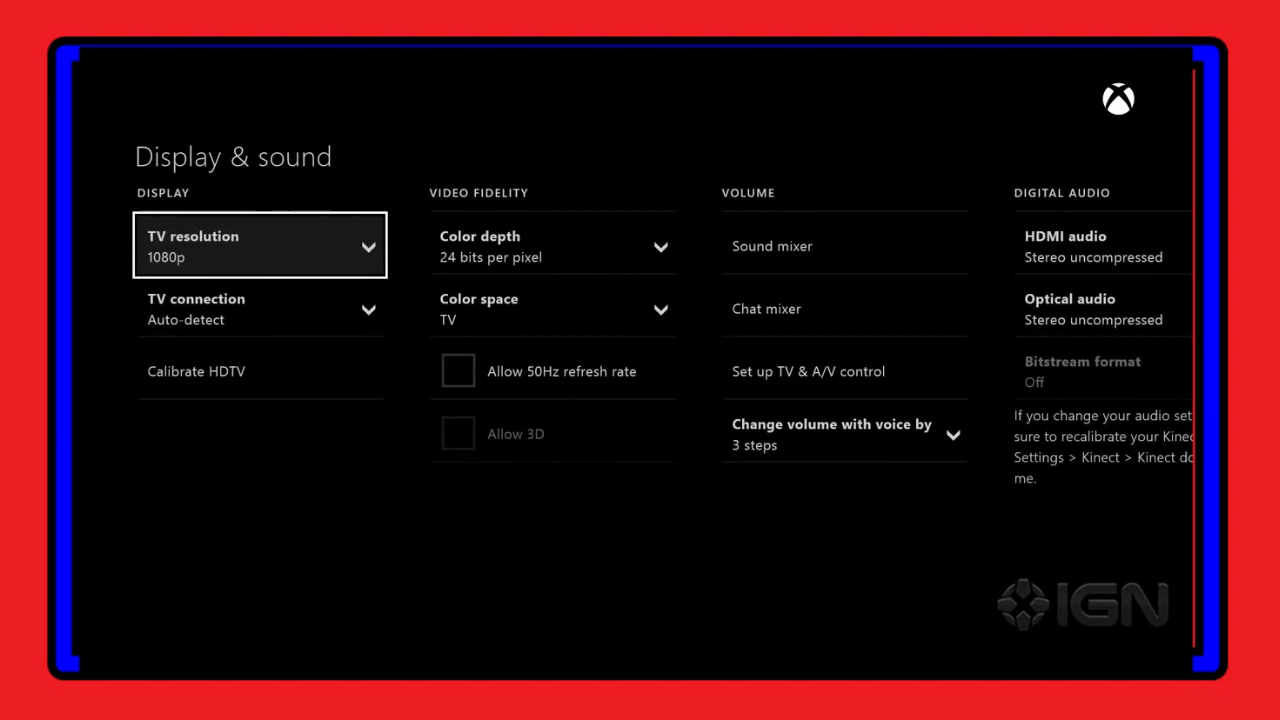 Display & sound
DISPLAY
TV resolution
1080p
TV connection
Auto-detect
Calibrate HDTV
VIDEO FIDELITY
Color depth
24 bits per pixel
Color space
TV
Allow 50Hz refresh rate
Allow 3D
VOLUME
Sound mixer
Chat mixer
Set up TV & A/V control
Change volume with voice by
3 steps
DIGITAL AUDIO
HDMI audio
Stereo uncompressed
Optical audio
Stereo uncompressed
Bitstream format
Off
If you change your audio set
sure to recalibrate your Kinec
Settings > Kinect > Kinect do
me.
IGN